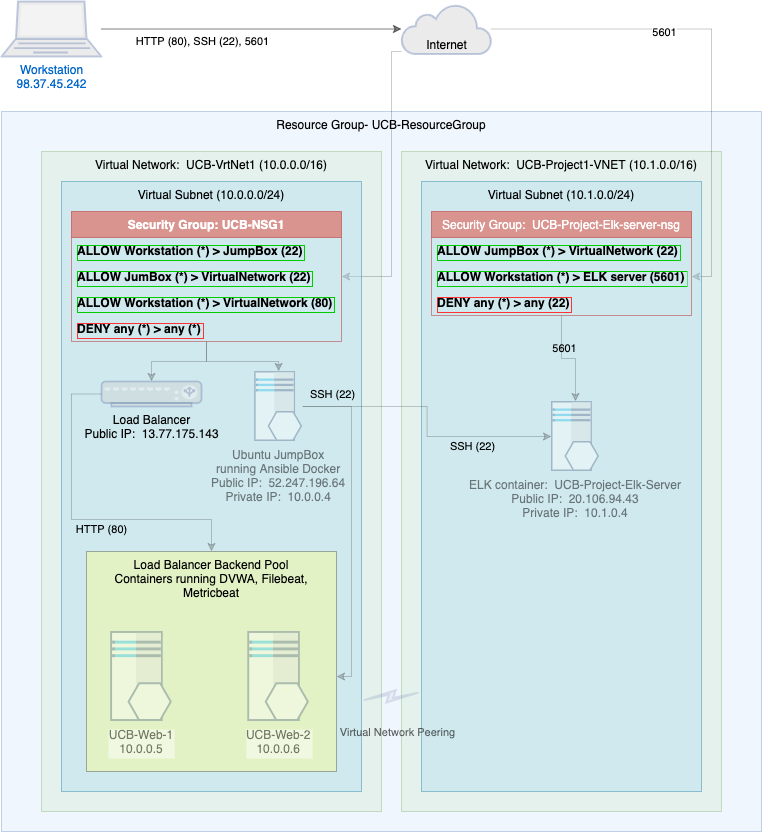 HTTP (80), SSH (22), 5601
Internet
5601
Workstation
98.37.45.242
Resource Group- UCB-ResourceGroup
Virtual Network:  UCB-VrtNet1 (10.0.0.0/16)
Virtual Subnet (10.0.0.0/24)
Security Group: UCB-NSG1
ALLOW Workstation (*) > JumpBox (22)
ALLOW JumBox (*) > VirtualNetwork (22)
ALLOW Workstation (*) > VirtualNetwork (80)
DENY any (*) > any (*)
Load Balancer
Public IP:  13.77.175.143
Ubuntu JumpBox
running Ansible Docker
Public IP:  52.247.196.64
Private IP:  10.0.0.4
SSH (22)
HTTP (80)
Load Balancer Backend Pool
Containers running DVWA, Filebeat,
Metricbeat
UCB-Web-1
10.0.0.5
UCB-Web-2
10.0.0.6
Virtual Network Peering
Virtual Network:  UCB-Project1-VNET (10.1.0.0/16)
Virtual Subnet (10.1.0.0/24)
Security Group:  UCB-Project-Elk-server-nsg
ALLOW JumpBox (*) > VirtualNetwork (22)
ALLOW Workstation (*) > ELK server (5601)
DENY any (*) > any (22)
5601
SSH (22)
ELK container:  UCB-Project-Elk-Server
Public IP:  20.106.94.43
Private IP:  10.1.0.4